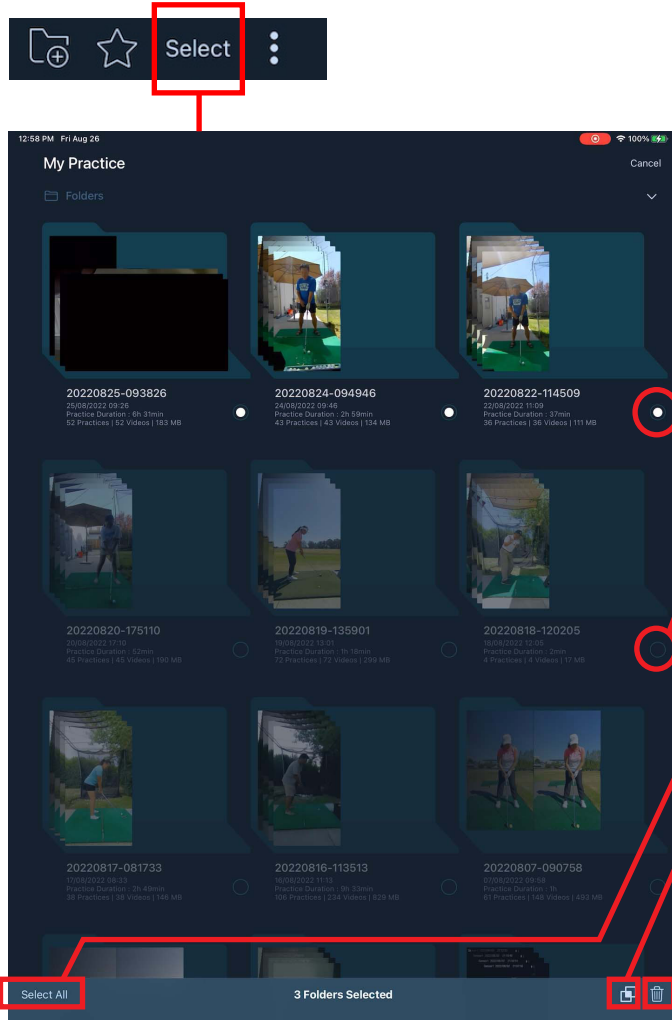 Select
12:58 PM Fri Aug 26
100%
My Practice
Cancel
Folders
20220825-093826
25/08/2022 09:26
Practice Duration : 6h 31min
52 Practices | 52 Videos | 183 MB
20220824-094946
24/08/2022 09:46
Practice Duration : 2h 59min
43 Practices | 43 Videos | 134 MB
20220822-114509
22/08/2022 11:09
Practice Duration : 37min
36 Practices | 36 Videos | 111 MB
20220820-175110
20/08/2022 17:10
Practice Duration : 52min
45 Practices | 45 Videos | 190 MB
20220819-135901
19/08/2022 13:01
Practice Duration : 1h 18min
72 Practices | 72 Videos | 299 MB
20220818-120205
18/08/2022 12:05
Practice Duration : 2min
4 Practices | 4 Videos | 17 MB
20220817-081733
17/08/2022 08:33
Practice Duration : 2h 49min
38 Practices | 38 Videos | 146 MB
20220816-113513
16/08/2022 11:13
Practice Duration : 9h 33min
106 Practices | 234 Videos | 829 MB
20220807-090758
07/08/2022 09:58
Practice Duration : 1h
61 Practices | 148 Videos | 493 MB
Select All
3 Folders Selected